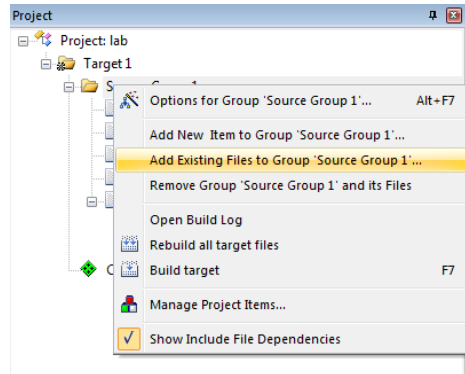 Project
Project: lab
Target 1
Options for Group 'Source Group 1'... Alt+F7
Add New Item to Group 'Source Group 1'...
Add Existing Files to Group 'Source Group 1'...
Remove Group 'Source Group 1' and its Files
Open Build Log
Rebuild all target files
Build target F7
Manage Project Items...
Show Include File Dependencies